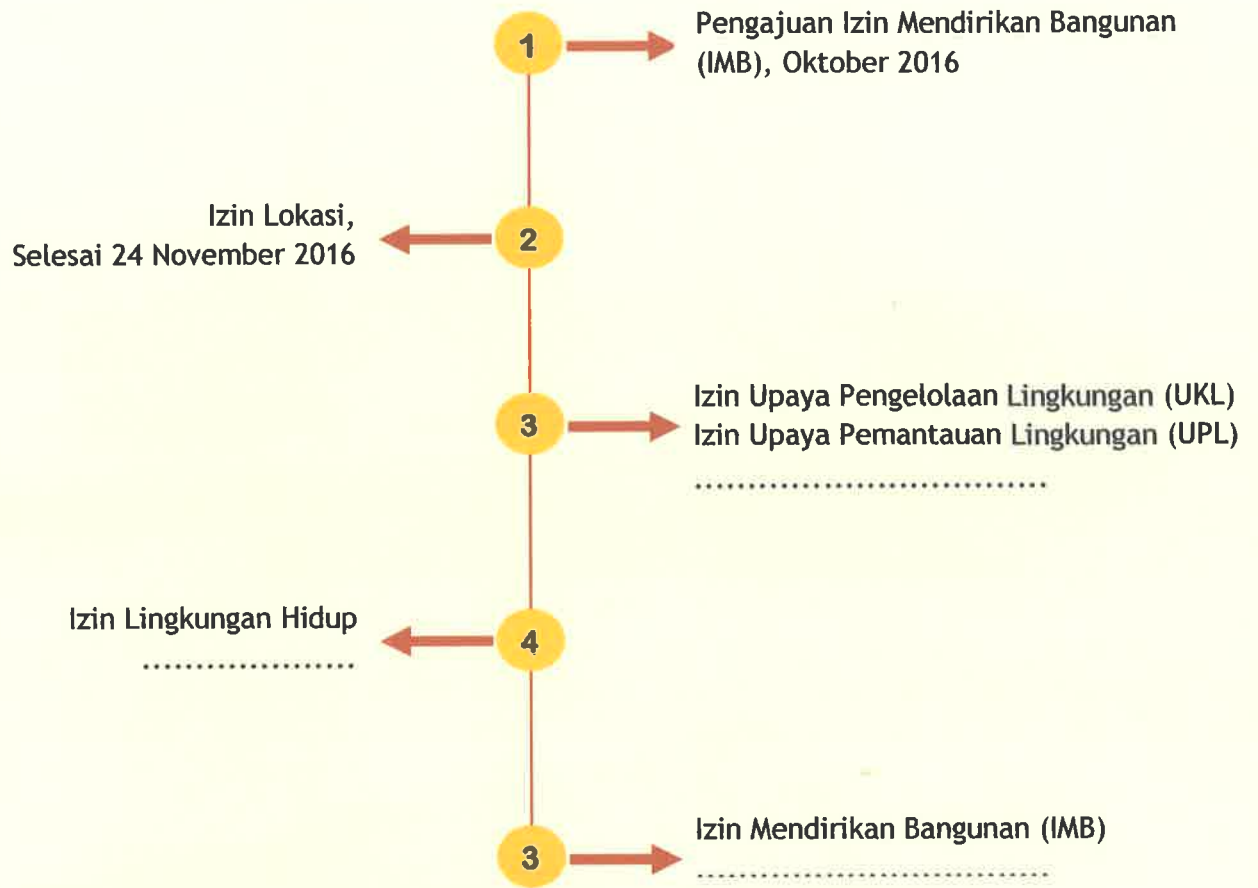 1
Pengajuan Izin Mendirikan Bangunan
(IMB), Oktober 2016
Izin Lokasi,
Selesai 24 November 2016
2
3
Izin Upaya Pengelolaan Lingkungan (UKL)
Izin Upaya Pemantauan Lingkungan (UPL)
.................................
Izin Lingkungan Hidup
....................
4
3
Izin Mendirikan Bangunan (IMB)
.................................